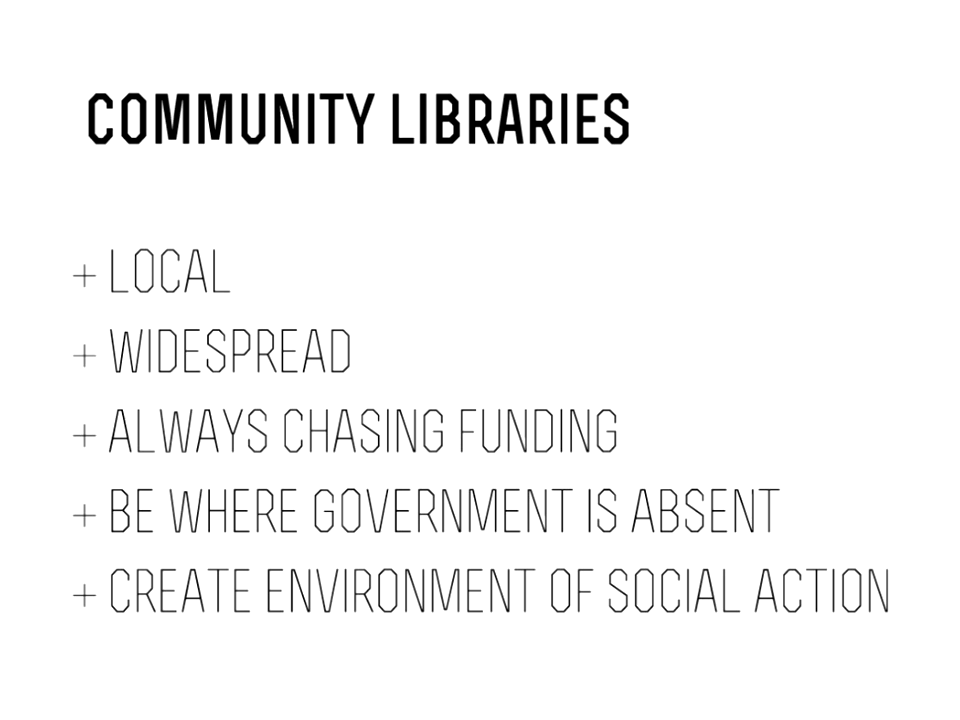 COMMUNITY LIBRARIES
+ LOCAL
+ WIDESPREAD
+ ALWAYS CHASING FUNDING
+ BE WHERE GOVERNMENT IS ABSENT
+ CREATE ENVIRONMENT OF SOCIAL ACTION